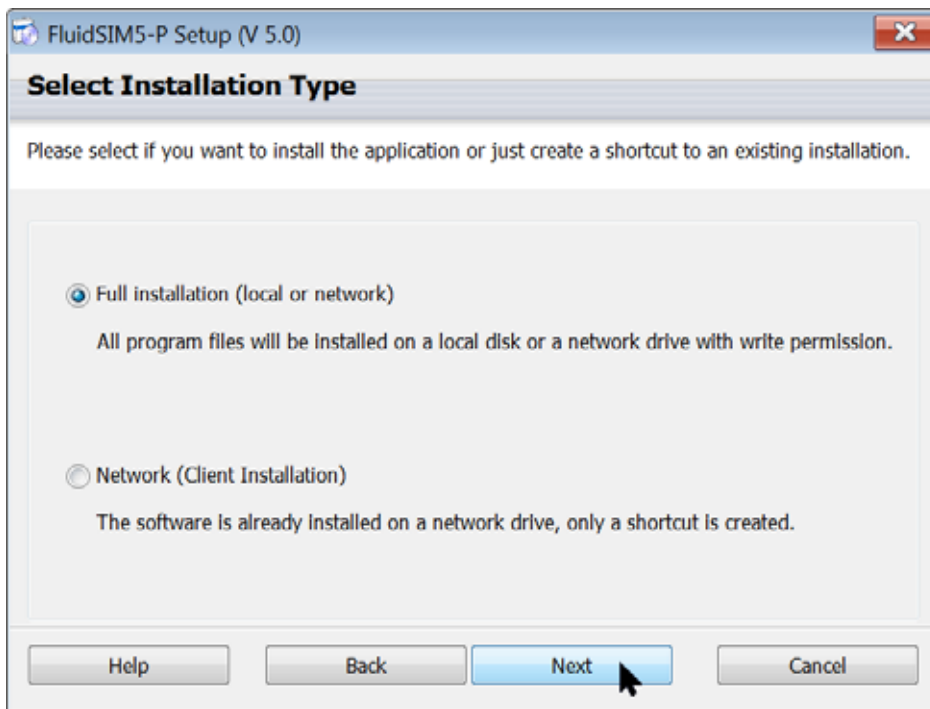 FluidSIM5-P Setup (V 5.0)
Select Installation Type
Please select if you want to install the application or just create a shortcut to an existing installation.
Full installation (local or network)
All program files will be installed on a local disk or a network drive with write permission.
Network (Client Installation)
The software is already installed on a network drive, only a shortcut is created.
Help Back Next Cancel